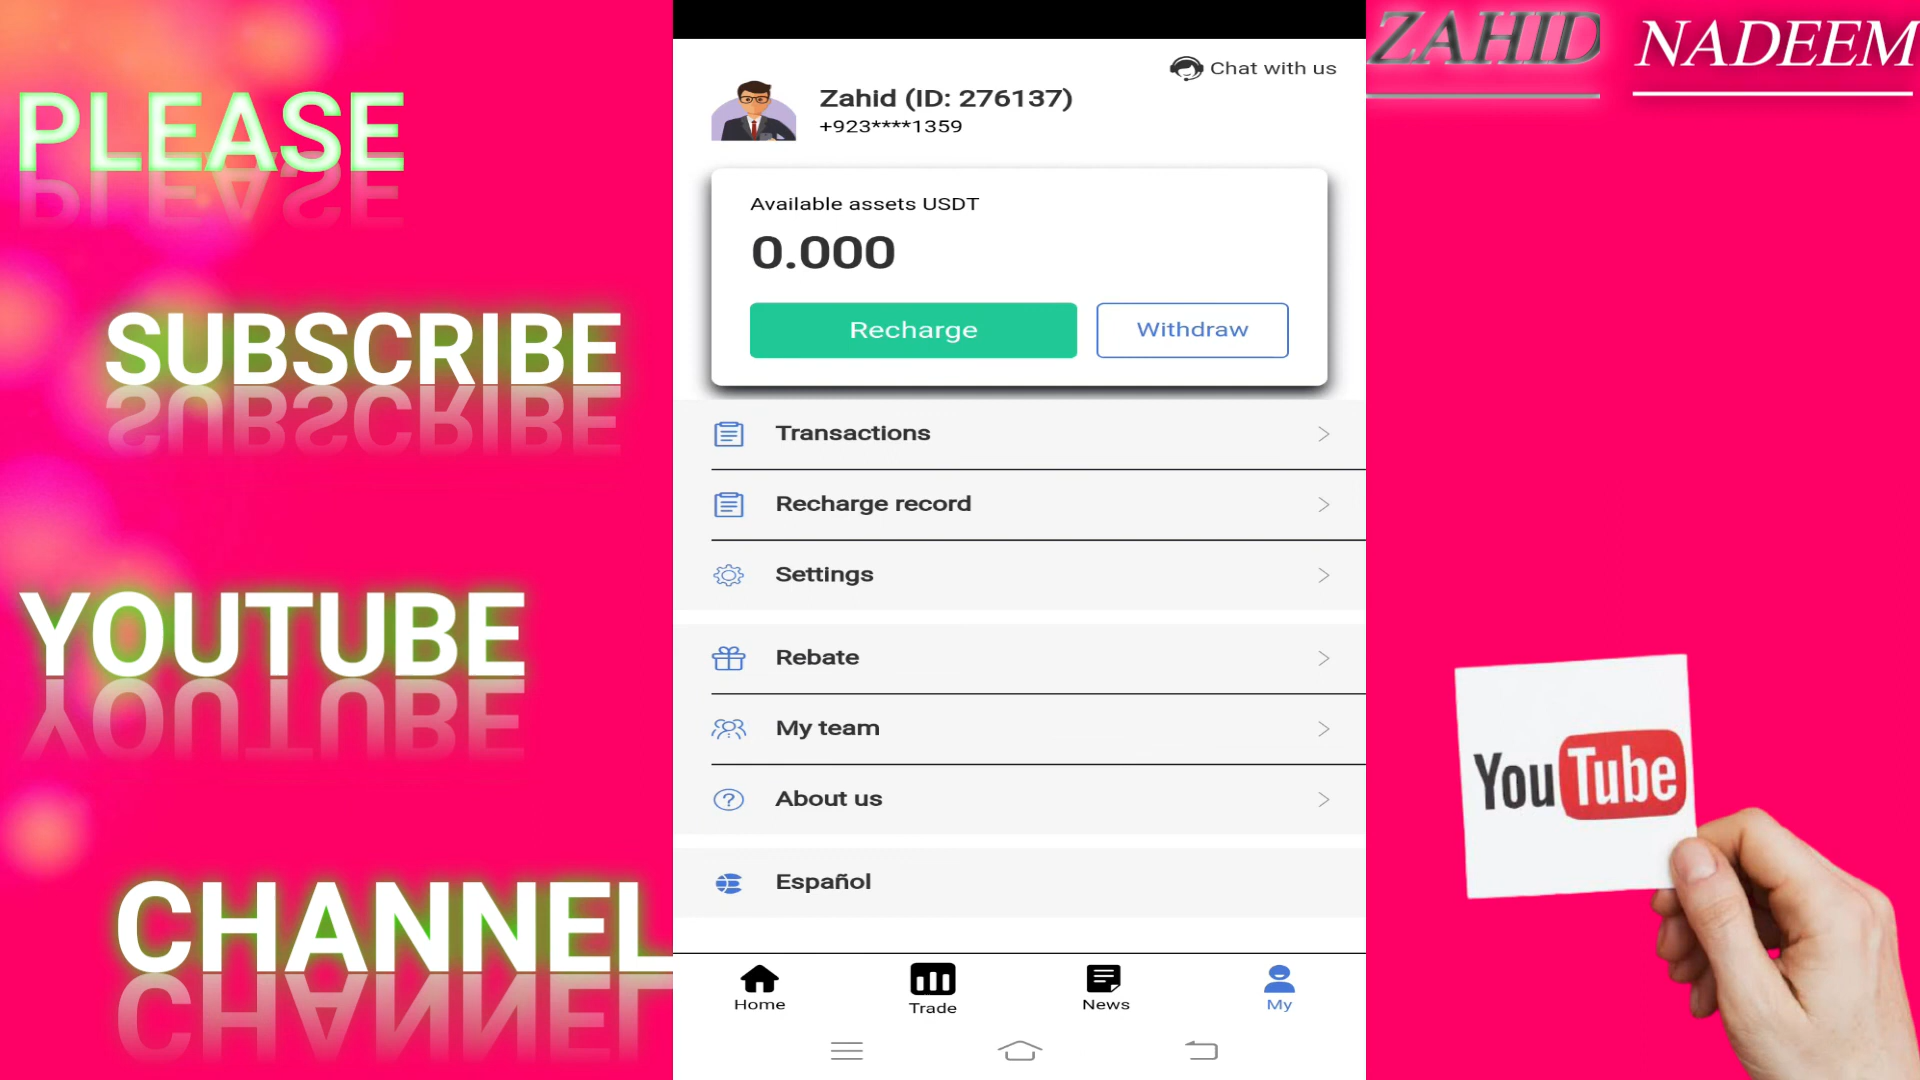 PLEASE
SUBSCRIBE
YOUTUBE
CHANNEL
Chat with us
Zahid (ID: 276137)
+923****1359
Available assets USDT
0.000
Recharge
Withdraw
Transactions
Recharge record
Settings
Rebate
My team
About us
Español
Home
Trade
News
My
ZAHID NADEEM
YouTube